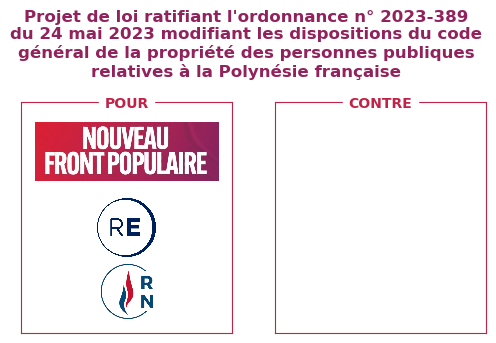 Projet de loi ratifiant l'ordonnance n° 2023-389
du 24 mai 2023 modifiant les dispositions du code
général de la propriété des personnes publiques
relatives à la Polynésie française
POUR
CONTRE
NOUVEAU
FRONT POPULAIRE
RE
R
N